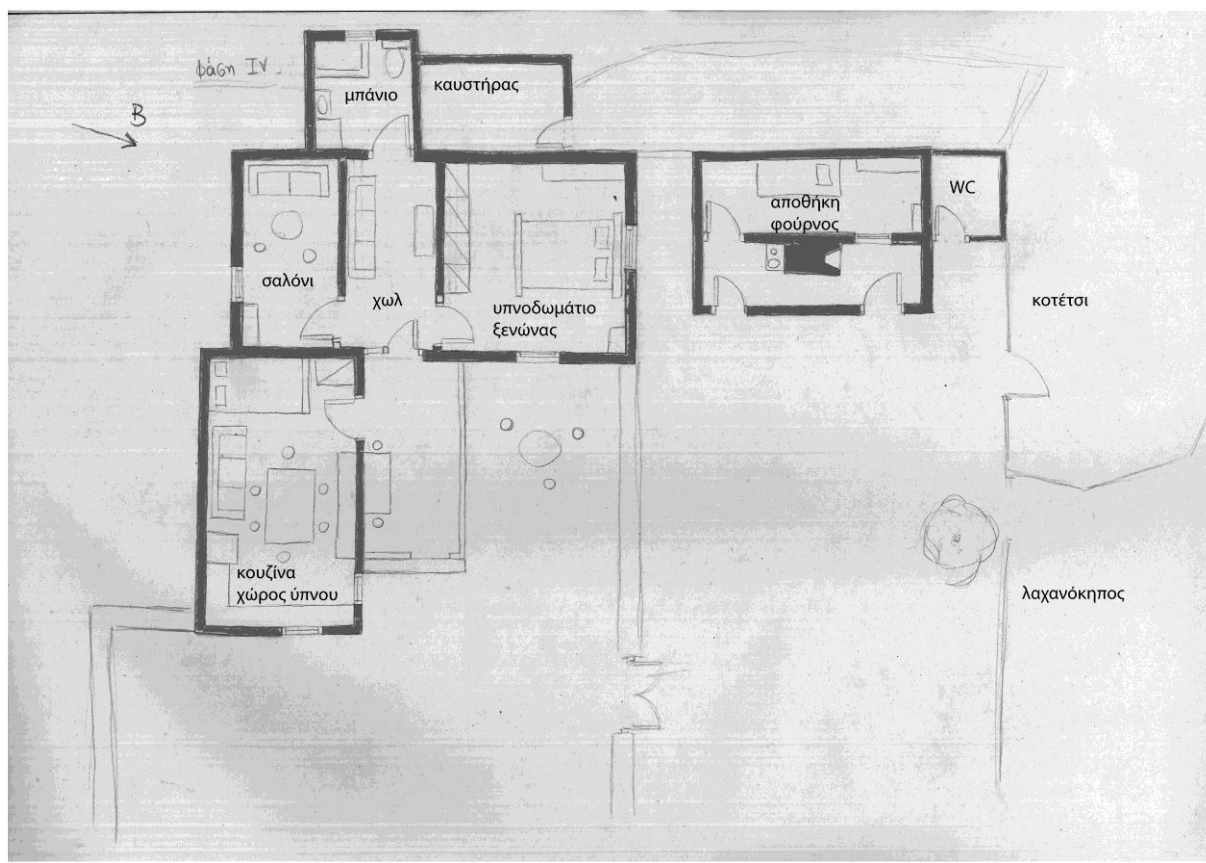 φάση IV
Β
μπάνιο
καυστήρας
σαλόνι
χωλ
υπνοδωμάτιο
ξενώνας
αποθήκη
φούρνος
WC
κοτέτσι
κουζίνα
χώρος ύπνου
λαχανόκηπος